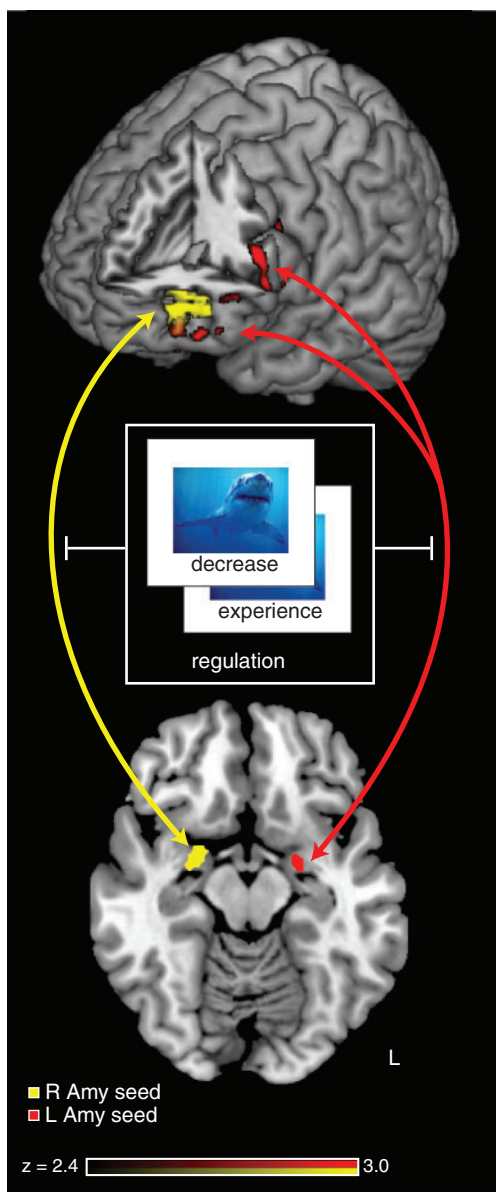 decrease
experience
regulation
L
R Amy seed
L Amy seed
z = 2.4 3.0